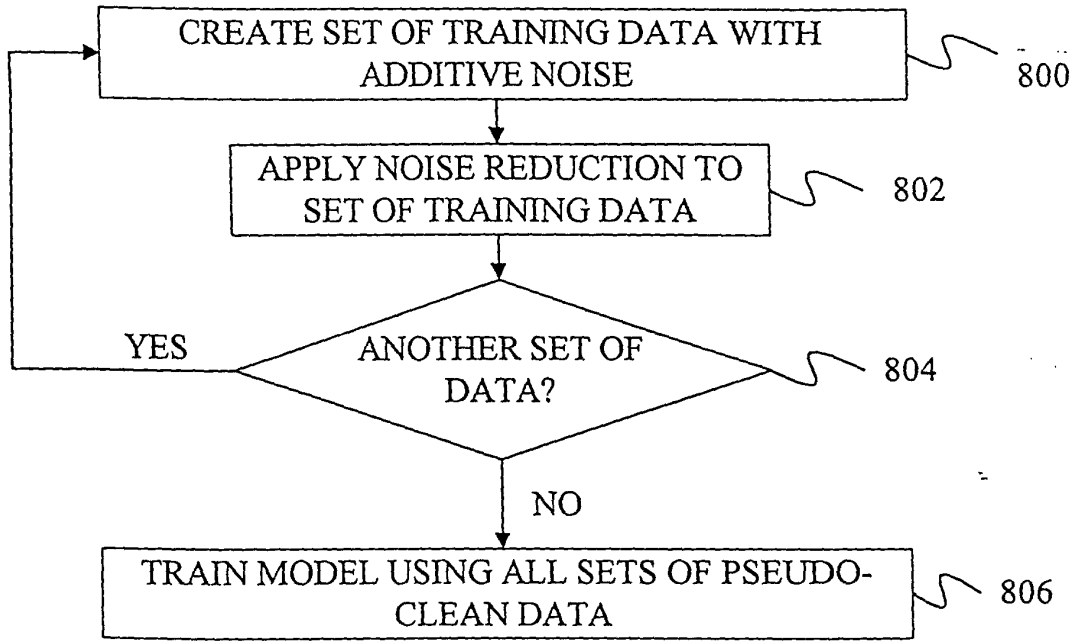 CREATE SET OF TRAINING DATA WITH
ADDITIVE NOISE
800
APPLY NOISE REDUCTION TO
SET OF TRAINING DATA
802
YES
ANOTHER SET OF
DATA?
804
NO
TRAIN MODEL USING ALL SETS OF PSEUDO-
CLEAN DATA
806